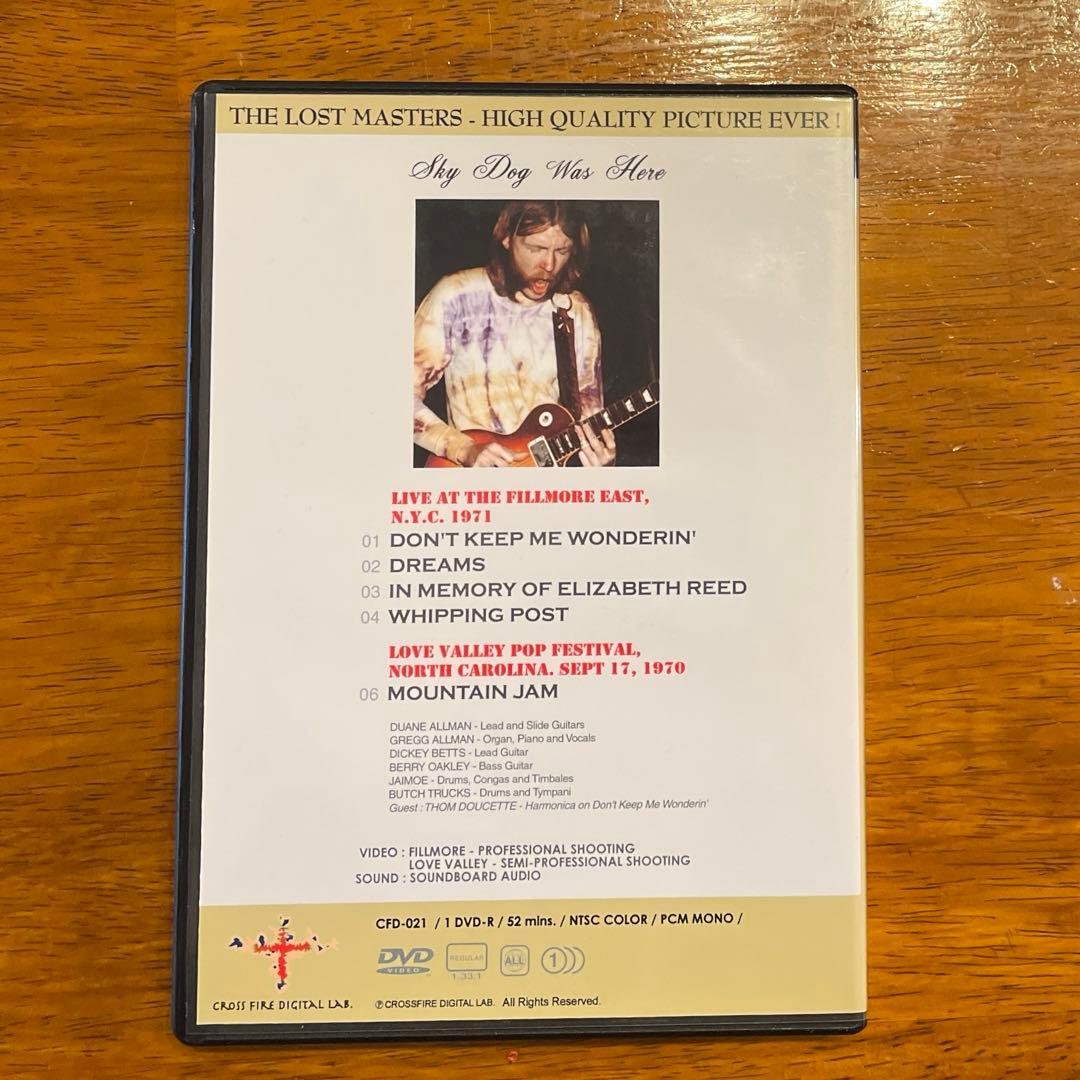 THE LOST MASTERS - HIGH QUALITY PICTURE EVER!
Sky Dog Was Here
LIVE AT THE FILLMORE EAST,
N.Y.C. 1971
01 DON'T KEEP ME WONDERIN'
02 DREAMS
03 IN MEMORY OF ELIZABETH REED
04 WHIPPING POST
LOVE VALLEY POP FESTIVAL,
NORTH CAROLINA. SEPT 17, 1970
06 MOUNTAIN JAM
DUANE ALLMAN - Lead and Slide Guitars
GREGG ALLMAN - Organ, Piano and Vocals
DICKEY BETTS - Lead Guitar
BERRY OAKLEY - Bass Guitar
JAIMOE - Drums, Congas and Timbales
BUTCH TRUCKS - Drums and Tympani
Guest : THOM DOUCETTE - Harmonica on Don't Keep Me Wonderin'
VIDEO : FILLMORE - PROFESSIONAL SHOOTING
LOVE VALLEY - SEMI-PROFESSIONAL SHOOTING
SOUND : SOUNDBOARD AUDIO
CFD-021 / 1 DVD-R / 52 mins. / NTSC COLOR / PCM MONO /
DVD VIDEO REGULAR 1.33:1 ALL 1
CROSS FIRE DIGITAL LAB.
℗ CROSSFIRE DIGITAL LAB. All Rights Reserved.